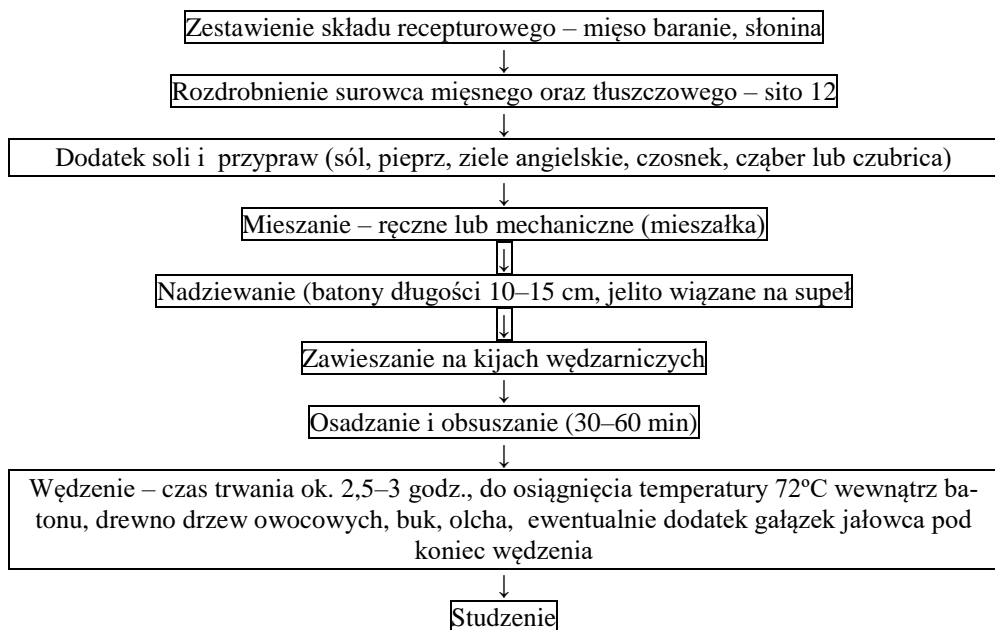 Zestawienie składu recepturowego – mięso baranie, słonina
↓
Rozdrobnienie surowca mięsnego oraz tłuszczowego – sito 12
↓
Dodatek soli i przypraw (sól, pieprz, ziele angielskie, czosnek, cząber lub czubrica)
↓
Mieszanie – ręczne lub mechaniczne (mieszałka)
↓
Nadziewanie (batony długości 10–15 cm, jelito wiązane na supeł
↓
Zawieszanie na kijach wędzarniczych
↓
Osadzanie i obsuszanie (30–60 min)
↓
Wędzenie – czas trwania ok. 2,5–3 godz., do osiągnięcia temperatury 72ºC wewnątrz ba-
tonu, drewno drzew owocowych, buk, olcha, ewentualnie dodatek gałązek jałowca pod
koniec wędzenia
↓
Studzenie